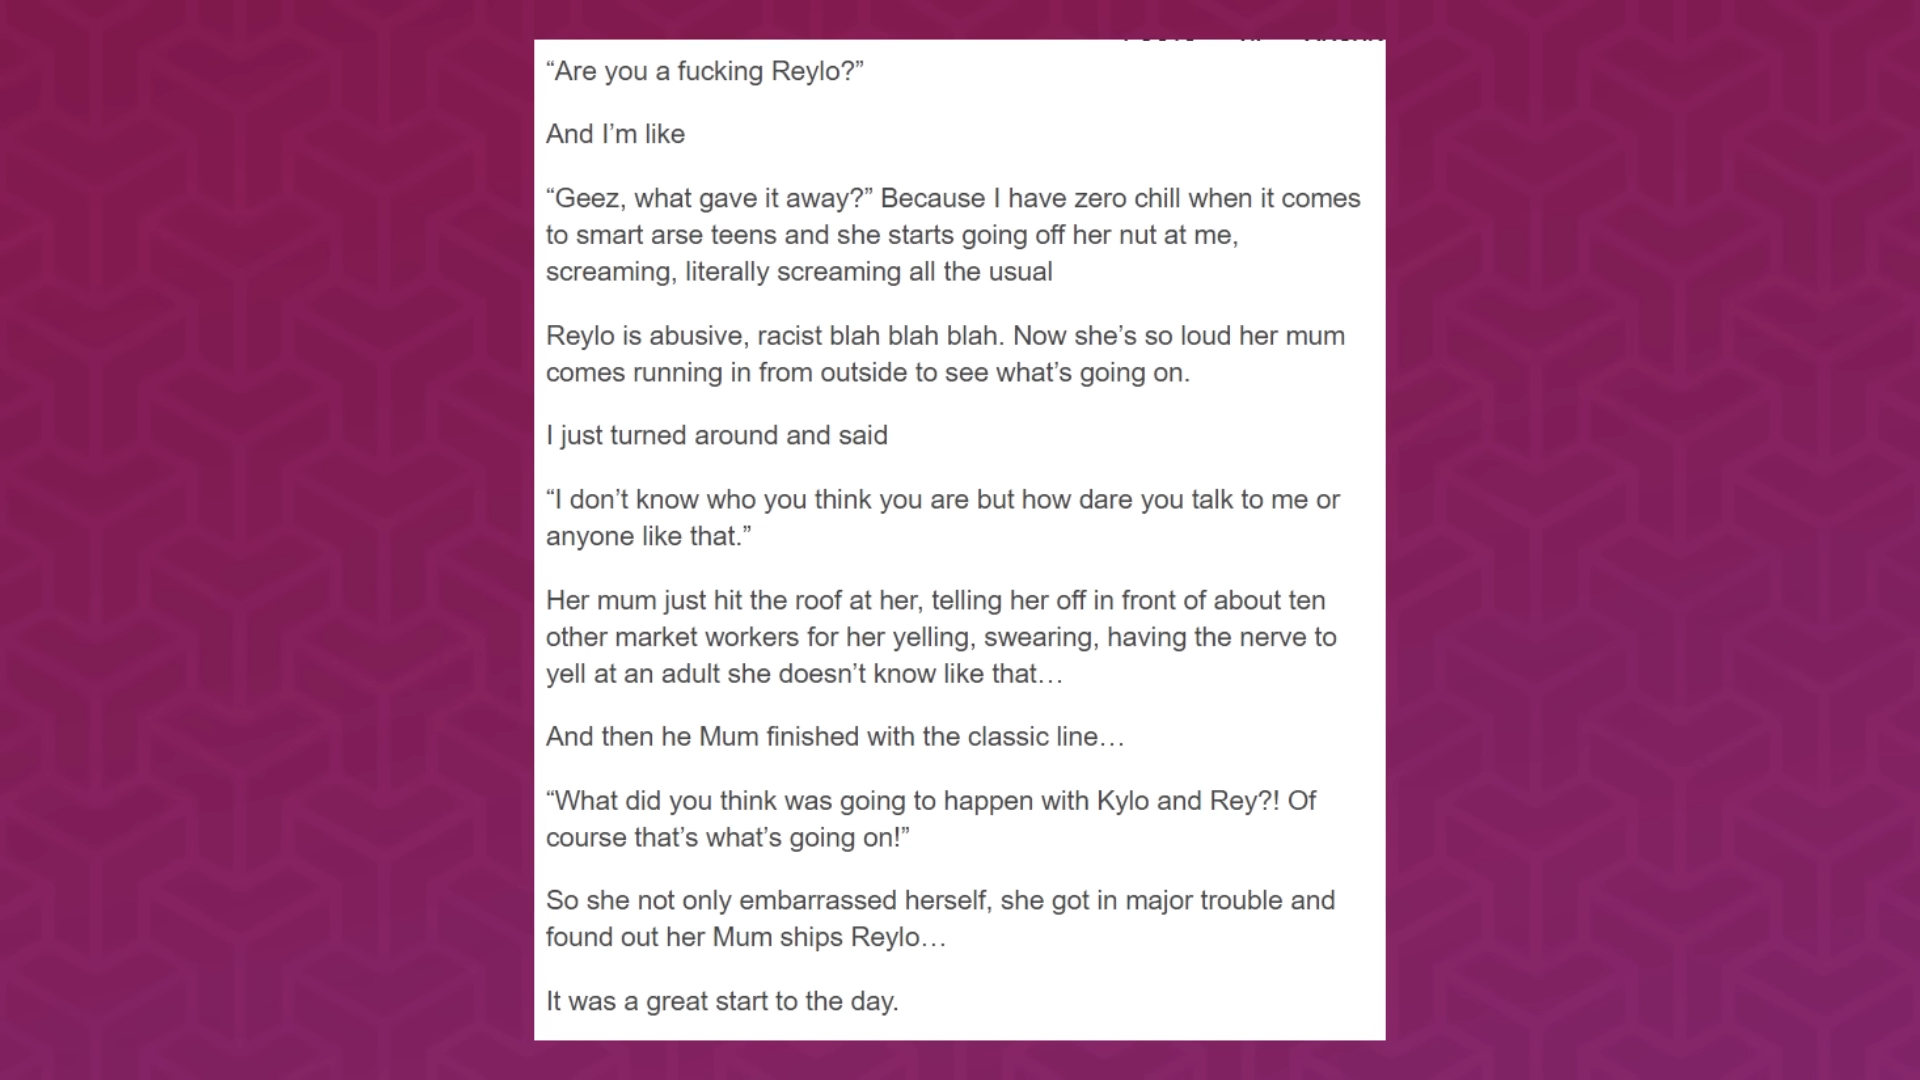 “Are you a fucking Reylo?”
And I’m like
“Geez, what gave it away?” Because I have zero chill when it comes
to smart arse teens and she starts going off her nut at me,
screaming, literally screaming all the usual
Reylo is abusive, racist blah blah blah. Now she’s so loud her mum
comes running in from outside to see what’s going on.
I just turned around and said
“I don’t know who you think you are but how dare you talk to me or
anyone like that.”
Her mum just hit the roof at her, telling her off in front of about ten
other market workers for her yelling, swearing, having the nerve to
yell at an adult she doesn’t know like that…
And then he Mum finished with the classic line…
“What did you think was going to happen with Kylo and Rey?! Of
course that’s what’s going on!”
So she not only embarrassed herself, she got in major trouble and
found out her Mum ships Reylo…
It was a great start to the day.